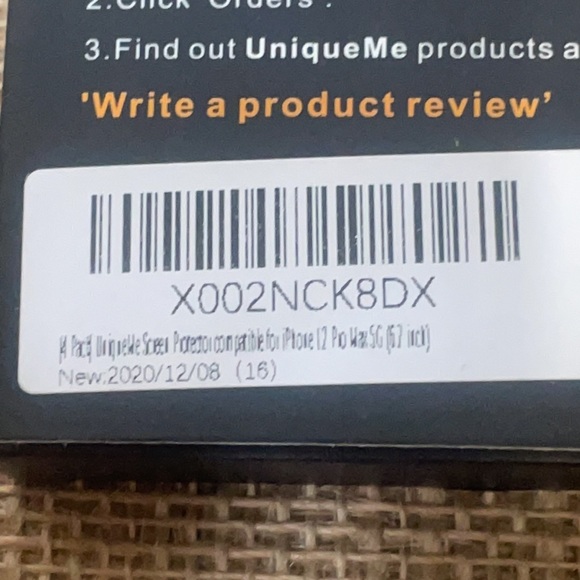 2.Click 'Orders'.
3.Find out UniqueMe products a
'Write a product review’
X002NCK8DX
[4 Pack] UniqueMe Screen Protector compatible for iPhone 12 Pro Max 5G (6.7 inch)
New:2020/12/08 (16)